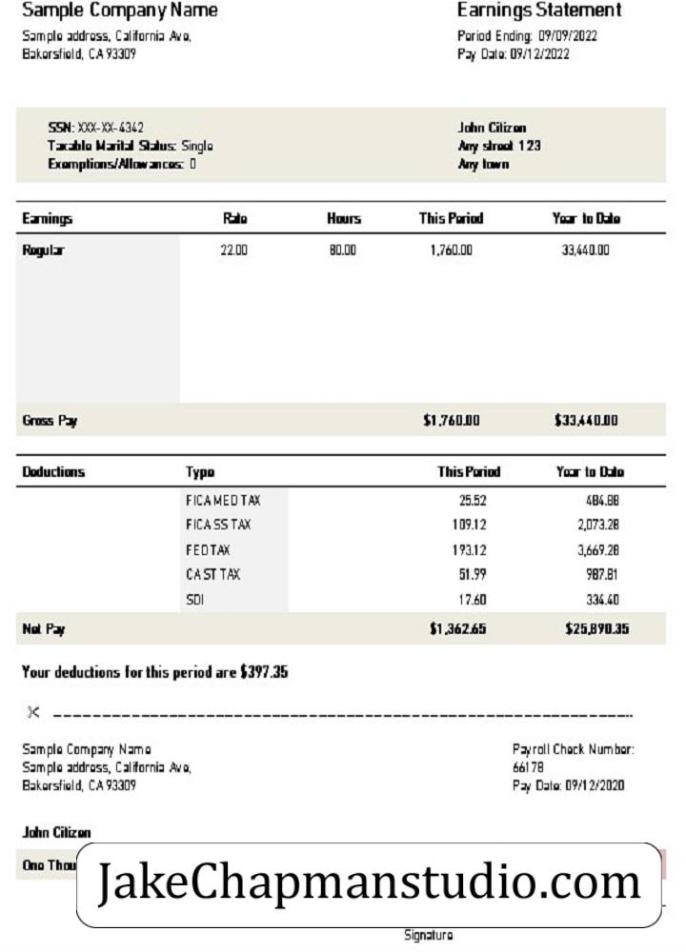 Sample Company Name
Sample address, California Ave,
Bakersfield, CA 93309
Earnings Statement
Period Ending: 09/09/2022
Pay Date: 09/12/2022
SSN: XXX-XX-4342
Taxable Marital Status: Single
Exemptions/Allowances: 0
John Citizen
Any street 123
Any town
Earnings Rate Hours This Period Year to Date
Regular 22.00 80.00 1,760.00 33,440.00
Gross Pay $1,760.00 $33,440.00
Deductions Type This Period Year to Date
FICA MED TAX 25.52 484.88
FICA SS TAX 109.12 2,073.28
FED TAX 193.12 3,669.28
CA ST TAX 51.99 987.81
SDI 17.60 334.40
Net Pay $1,362.65 $25,890.35
Your deductions for this period are $397.35
Sample Company Name
Sample address, California Ave,
Bakersfield, CA 93309
Payroll Check Number:
66178
Pay Date: 09/12/2020
John Citizen
One Thou
JakeChapmanstudio.com
Signature